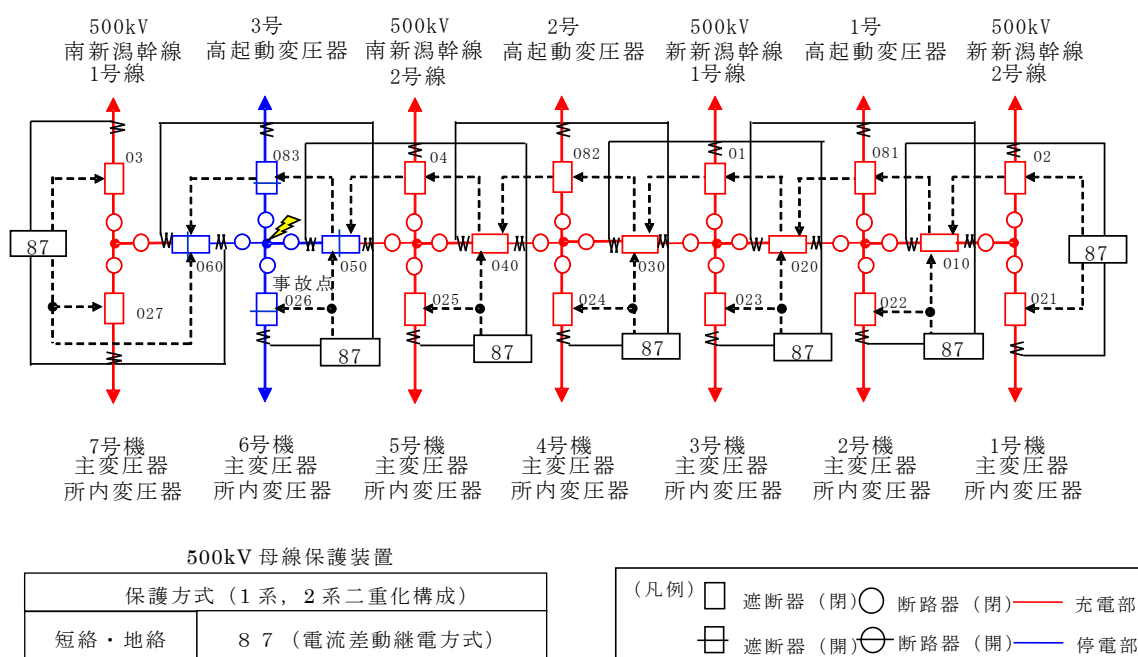 500kV
南新潟幹線
1号線
3号
高起動変圧器
500kV
南新潟幹線
2号線
2号
高起動変圧器
500kV
新新潟幹線
1号線
1号
高起動変圧器
500kV
新新潟幹線
2号線
03
083
04
082
01
081
02
87
060
050
040
030
020
010
87
事故点
027
026
025
024
023
022
021
87
87
87
87
87
7号機
主変圧器
所内変圧器
6号機
主変圧器
所内変圧器
5号機
主変圧器
所内変圧器
4号機
主変圧器
所内変圧器
3号機
主変圧器
所内変圧器
2号機
主変圧器
所内変圧器
1号機
主変圧器
所内変圧器
500kV 母線保護装置
保護方式（1系，2系二重化構成）
短絡・地絡 87（電流差動継電方式）
(凡例) 遮断器（閉） 断路器（閉） 充電部
遮断器（開） 断路器（開） 停電部